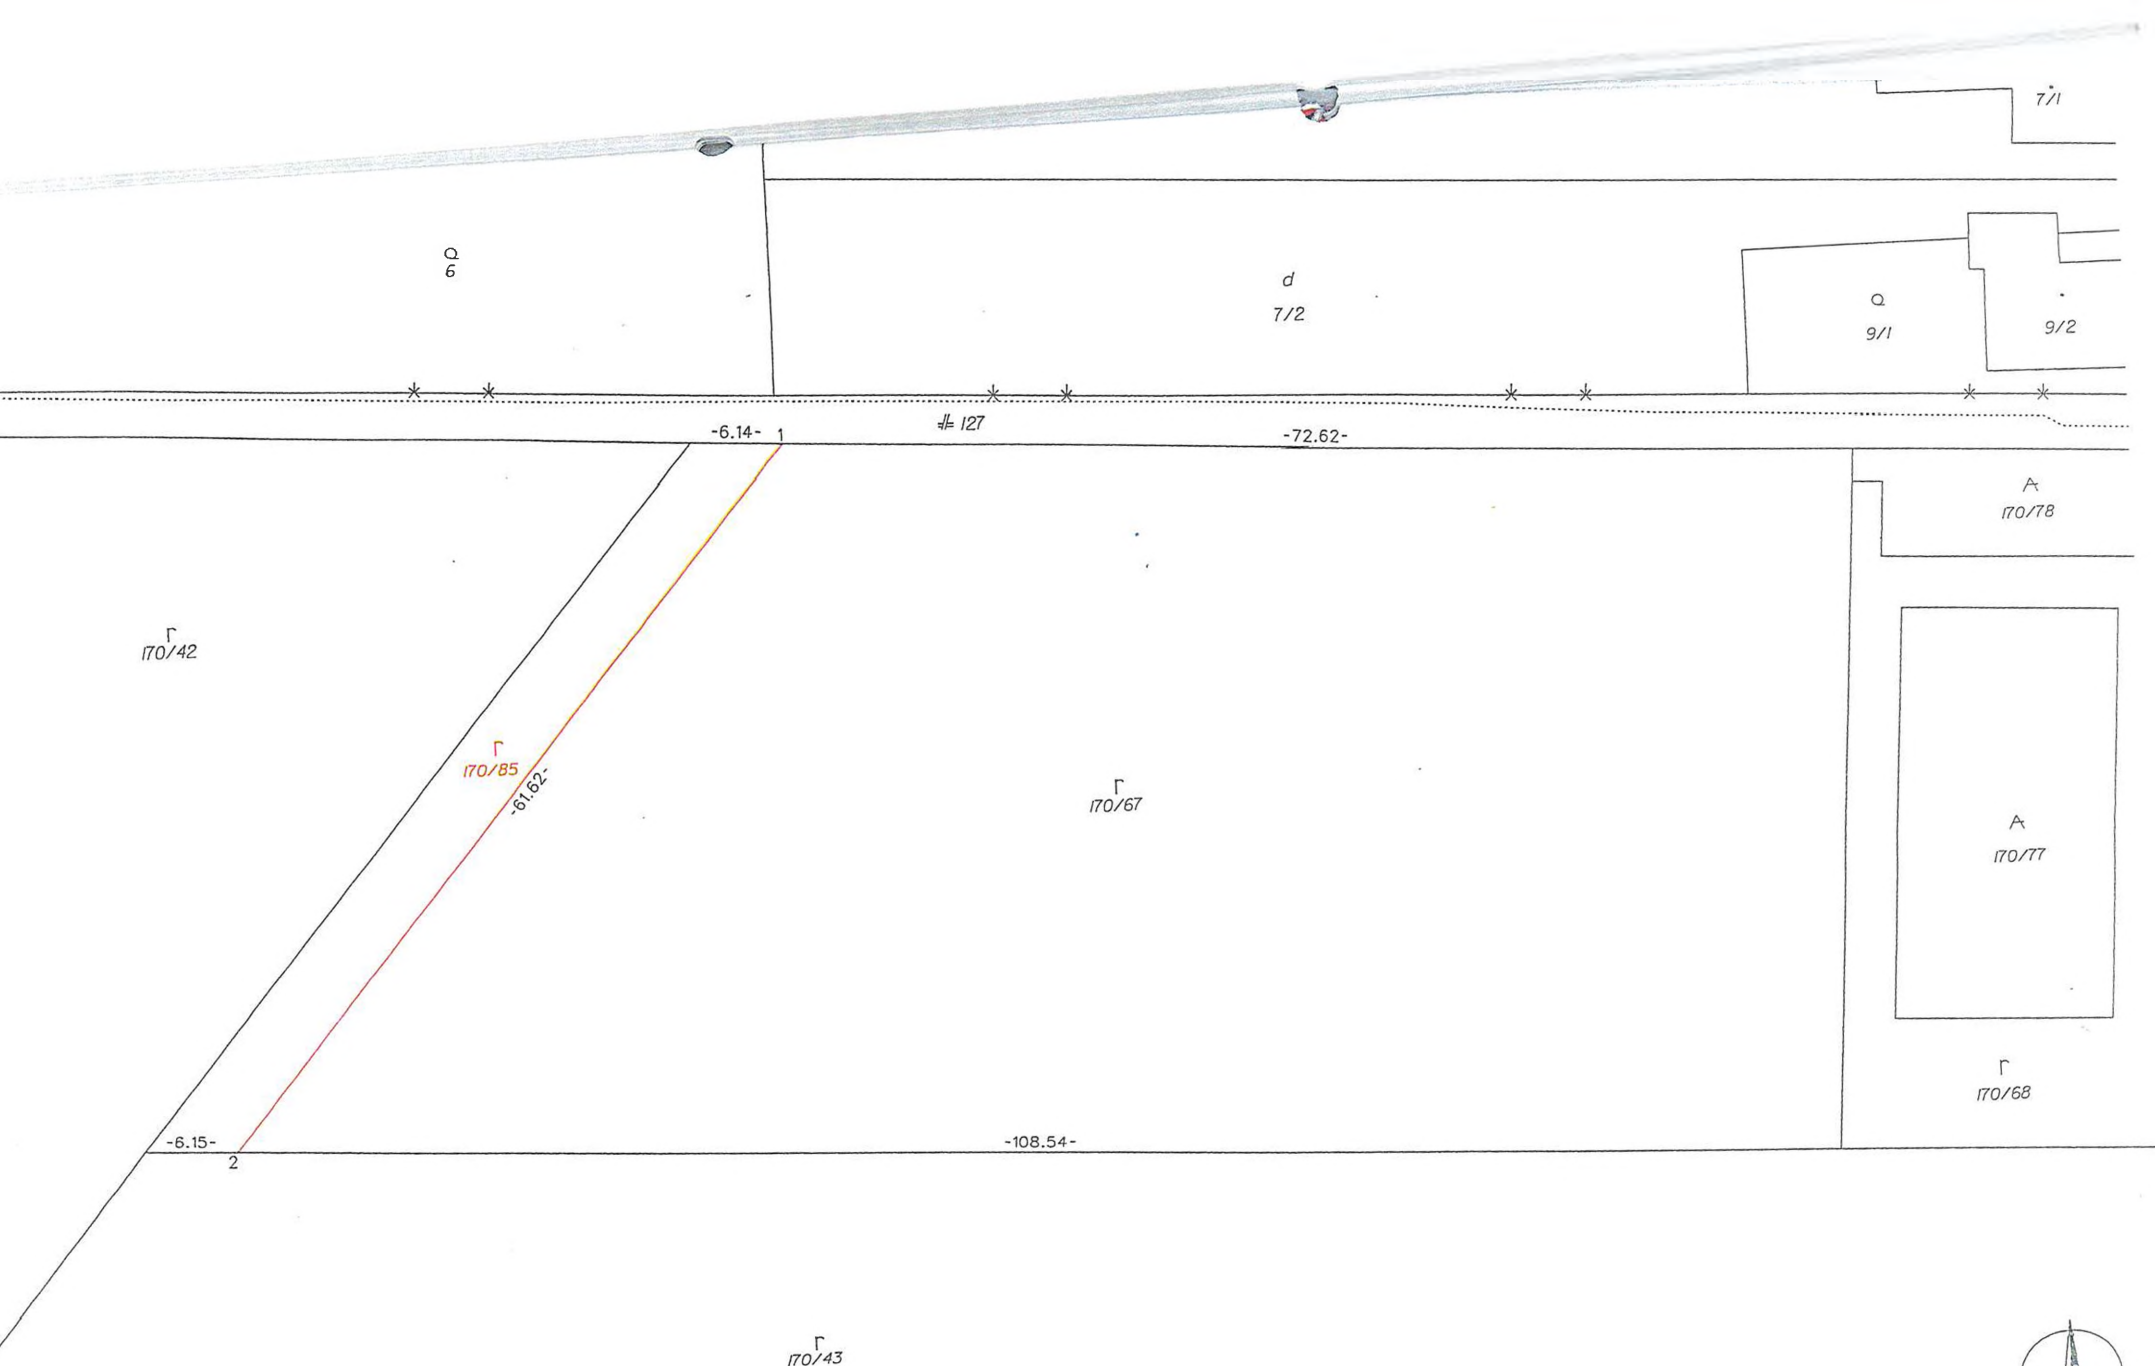 7/1
a
6
d
7/2
a
9/1
9/2
127
-6.14-
1
-72.62-
A
170/78
r
170/42
r
170/85
-61.62-
r
170/67
A
170/77
r
170/68
-6.15-
2
-108.54-
r
170/43